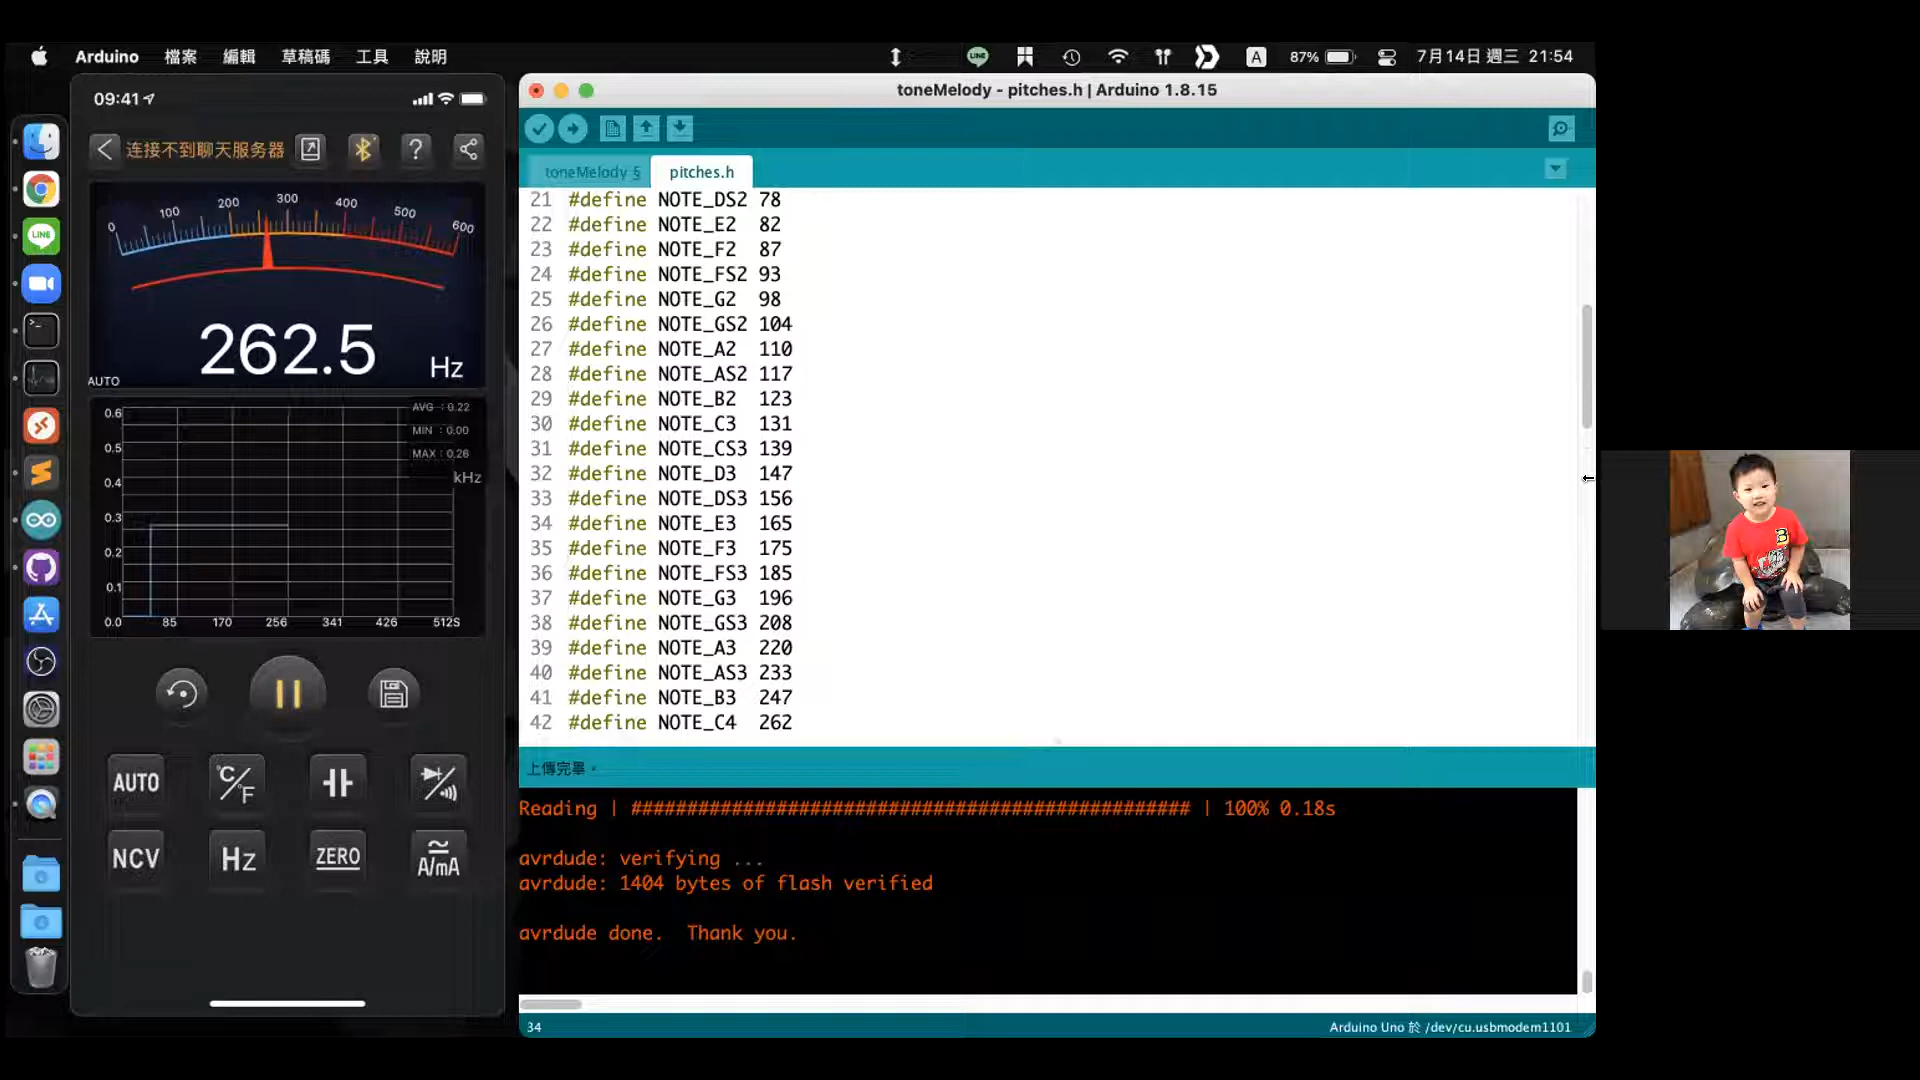 Arduino 檔案 編輯 草稿碼 工具 說明
LINE A 87% 7月14日 週三 21:54
09:41
连接不到聊天服务器 ?
0 100 200 300 400 500 600
262.5 Hz
AUTO
AVG : 0.22
MIN : 0.00
MAX : 0.26
kHz
0.6
0.5
0.4
0.3
0.2
0.1
0.0 85 170 256 341 426 512S
AUTO °C/°F
NCV Hz ZERO A/mA
LINE
toneMelody - pitches.h | Arduino 1.8.15
toneMelody § pitches.h
21 #define NOTE_DS2 78
22 #define NOTE_E2 82
23 #define NOTE_F2 87
24 #define NOTE_FS2 93
25 #define NOTE_G2 98
26 #define NOTE_GS2 104
27 #define NOTE_A2 110
28 #define NOTE_AS2 117
29 #define NOTE_B2 123
30 #define NOTE_C3 131
31 #define NOTE_CS3 139
32 #define NOTE_D3 147
33 #define NOTE_DS3 156
34 #define NOTE_E3 165
35 #define NOTE_F3 175
36 #define NOTE_FS3 185
37 #define NOTE_G3 196
38 #define NOTE_GS3 208
39 #define NOTE_A3 220
40 #define NOTE_AS3 233
41 #define NOTE_B3 247
42 #define NOTE_C4 262
上傳完畢。
Reading | ################################################## | 100% 0.18s
avrdude: verifying ...
avrdude: 1404 bytes of flash verified
avrdude done. Thank you.
34 Arduino Uno 於 /dev/cu.usbmodem1101
B